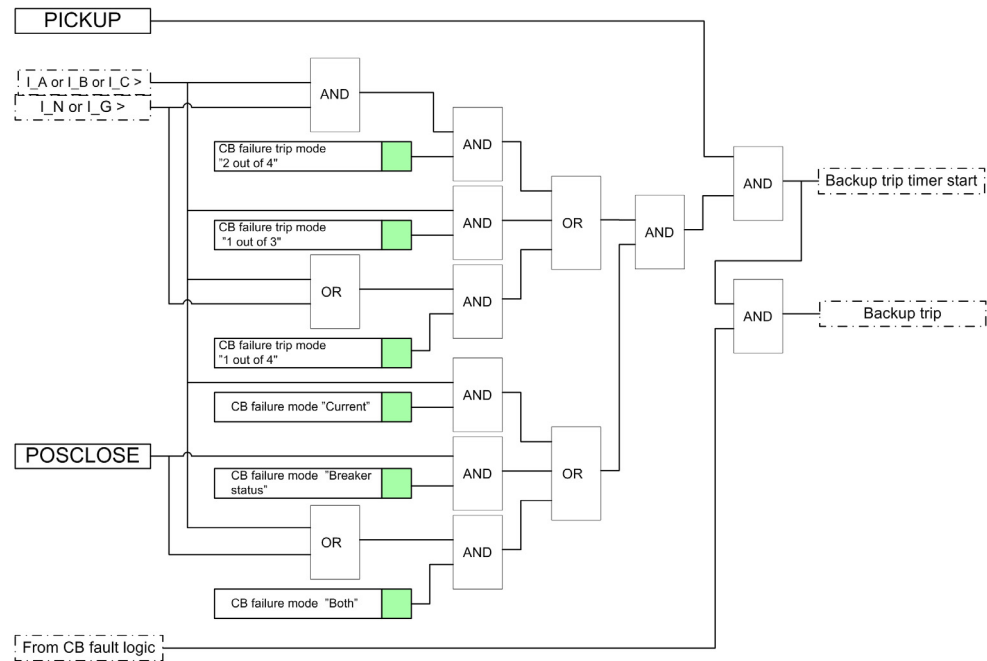 PICKUP
I_A or I_B or I_C >
I_N or I_G >
AND
CB failure trip mode
"2 out of 4"
AND
CB failure trip mode
"1 out of 3"
AND
OR
AND
OR
CB failure trip mode
"1 out of 4"
AND
AND
AND
Backup trip timer start
AND
Backup trip
CB failure mode "Current"
AND
POSCLOSE
CB failure mode "Breaker
status"
AND
OR
OR
AND
CB failure mode "Both"
From CB fault logic